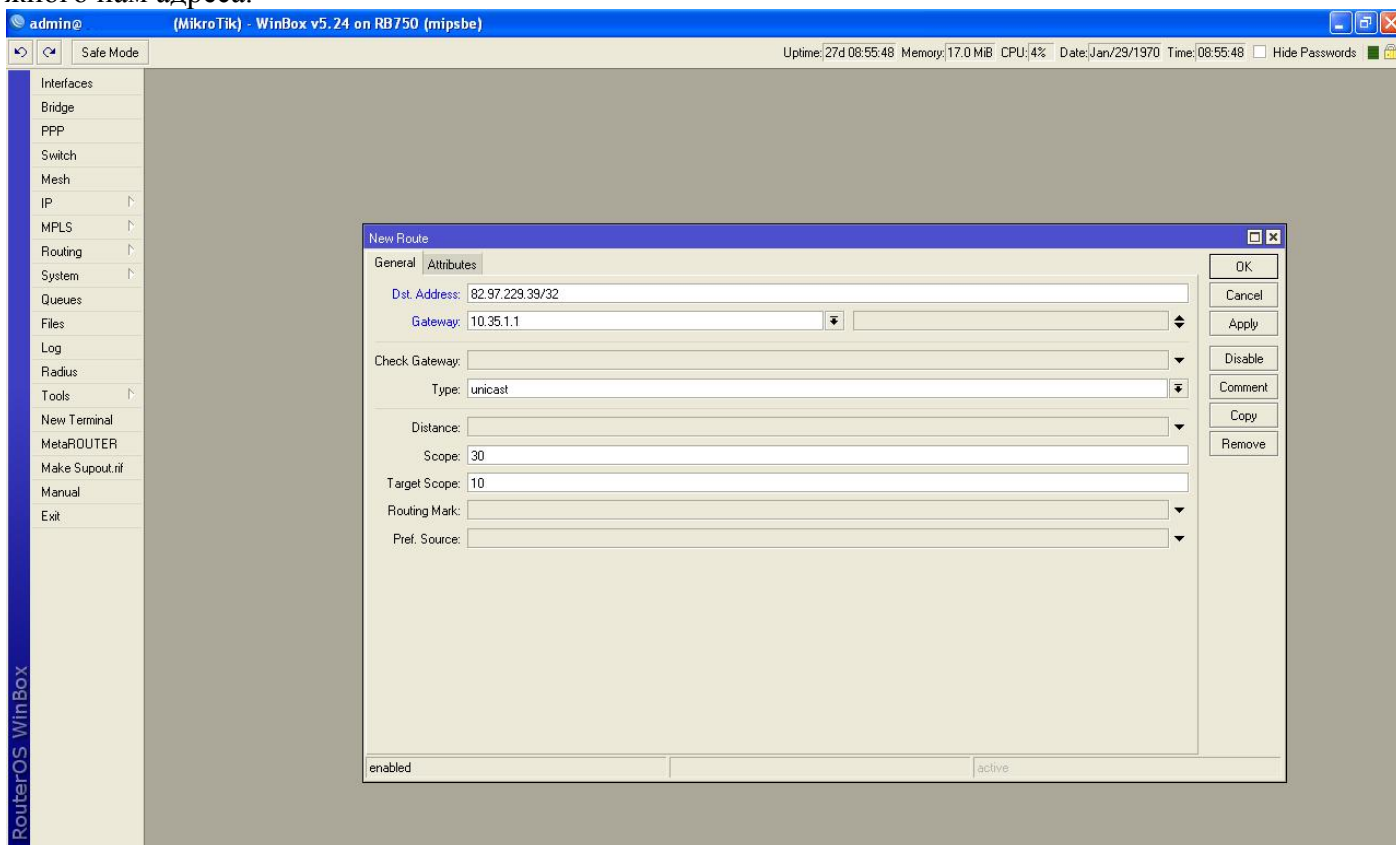 жного нам адреса.
admin@ (MikroTik) - WinBox v5.24 on RB750 (mipsbe)
Safe Mode Uptime: 27d 08:55:48 Memory: 17.0 MiB CPU: 4% Date: Jan/29/1970 Time: 08:55:48 Hide Passwords
Interfaces
Bridge
PPP
Switch
Mesh
IP
MPLS
Routing
System
Queues
Files
Log
Radius
Tools
New Terminal
MetaROUTER
Make Supout.rif
Manual
Exit
RouterOS WinBox
New Route
General Attributes
Dst. Address: 82.97.229.39/32
Gateway: 10.35.1.1
Check Gateway:
Type: unicast
Distance:
Scope: 30
Target Scope: 10
Routing Mark:
Pref. Source:
OK
Cancel
Apply
Disable
Comment
Copy
Remove
enabled active